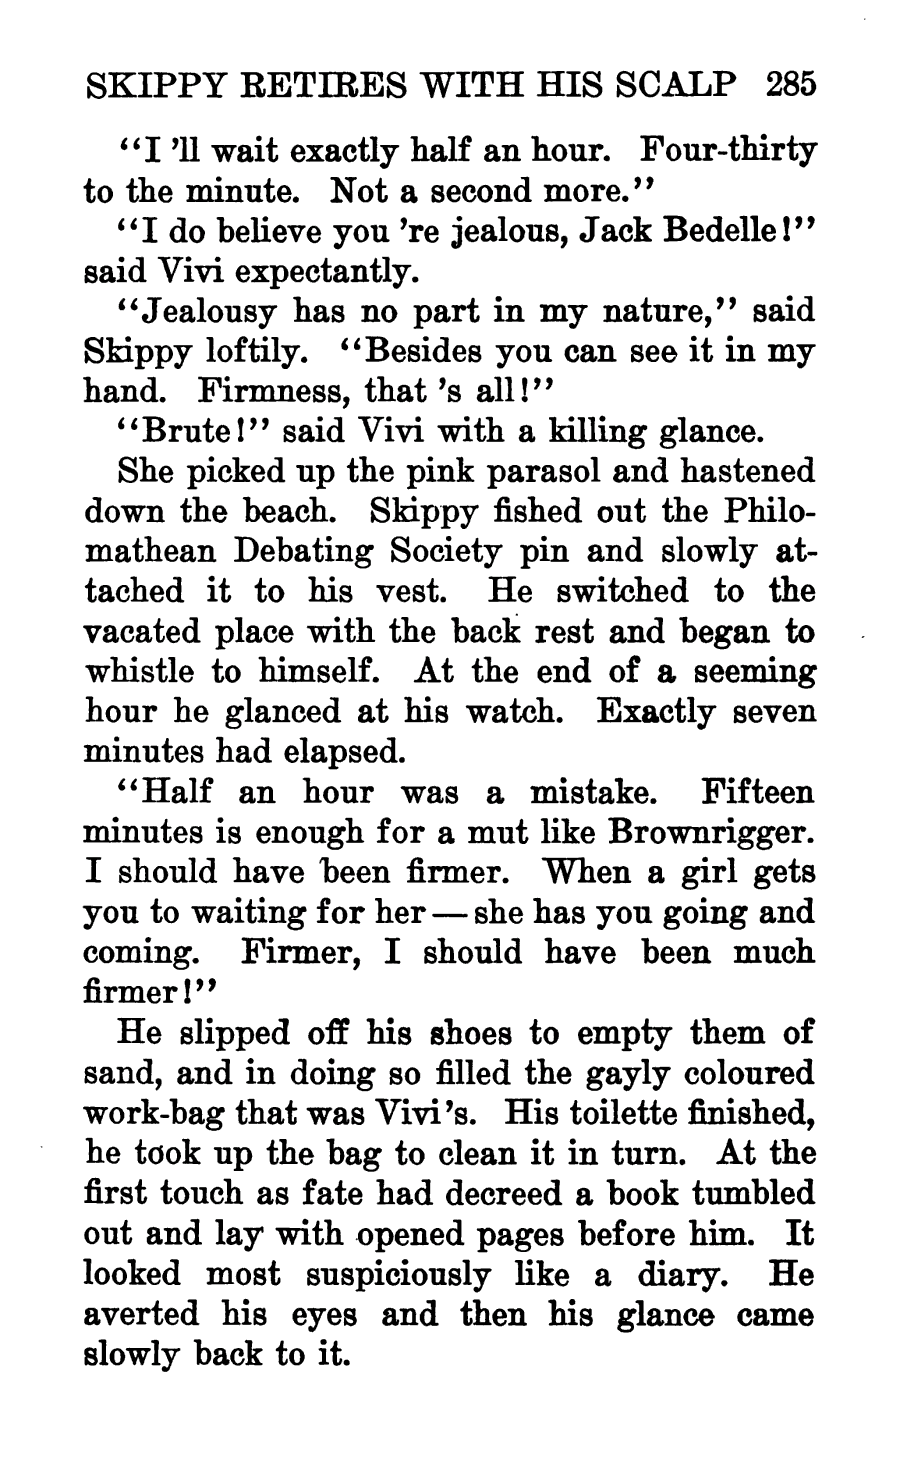 SKIPPY RETIRES WITH HIS SCALP 285
"I 'll wait exactly half an hour. Four-thirty
to the minute. Not a second more."
"I do believe you 're jealous, Jack Bedelle!"
said Vivi expectantly.
"Jealousy has no part in my nature," said
Skippy loftily. "Besides you can see it in my
hand. Firmness, that 's all!"
"Brute!" said Vivi with a killing glance.
She picked up the pink parasol and hastened
down the beach. Skippy fished out the Philo-
mathean Debating Society pin and slowly at-
tached it to his vest. He switched to the
vacated place with the back rest and began to
whistle to himself. At the end of a seeming
hour he glanced at his watch. Exactly seven
minutes had elapsed.
"Half an hour was a mistake. Fifteen
minutes is enough for a mut like Brownrigger.
I should have been firmer. When a girl gets
you to waiting for her — she has you going and
coming. Firmer, I should have been much
firmer!"
He slipped off his shoes to empty them of
sand, and in doing so filled the gayly coloured
work-bag that was Vivi's. His toilette finished,
he took up the bag to clean it in turn. At the
first touch as fate had decreed a book tumbled
out and lay with opened pages before him. It
looked most suspiciously like a diary. He
averted his eyes and then his glance came
slowly back to it.